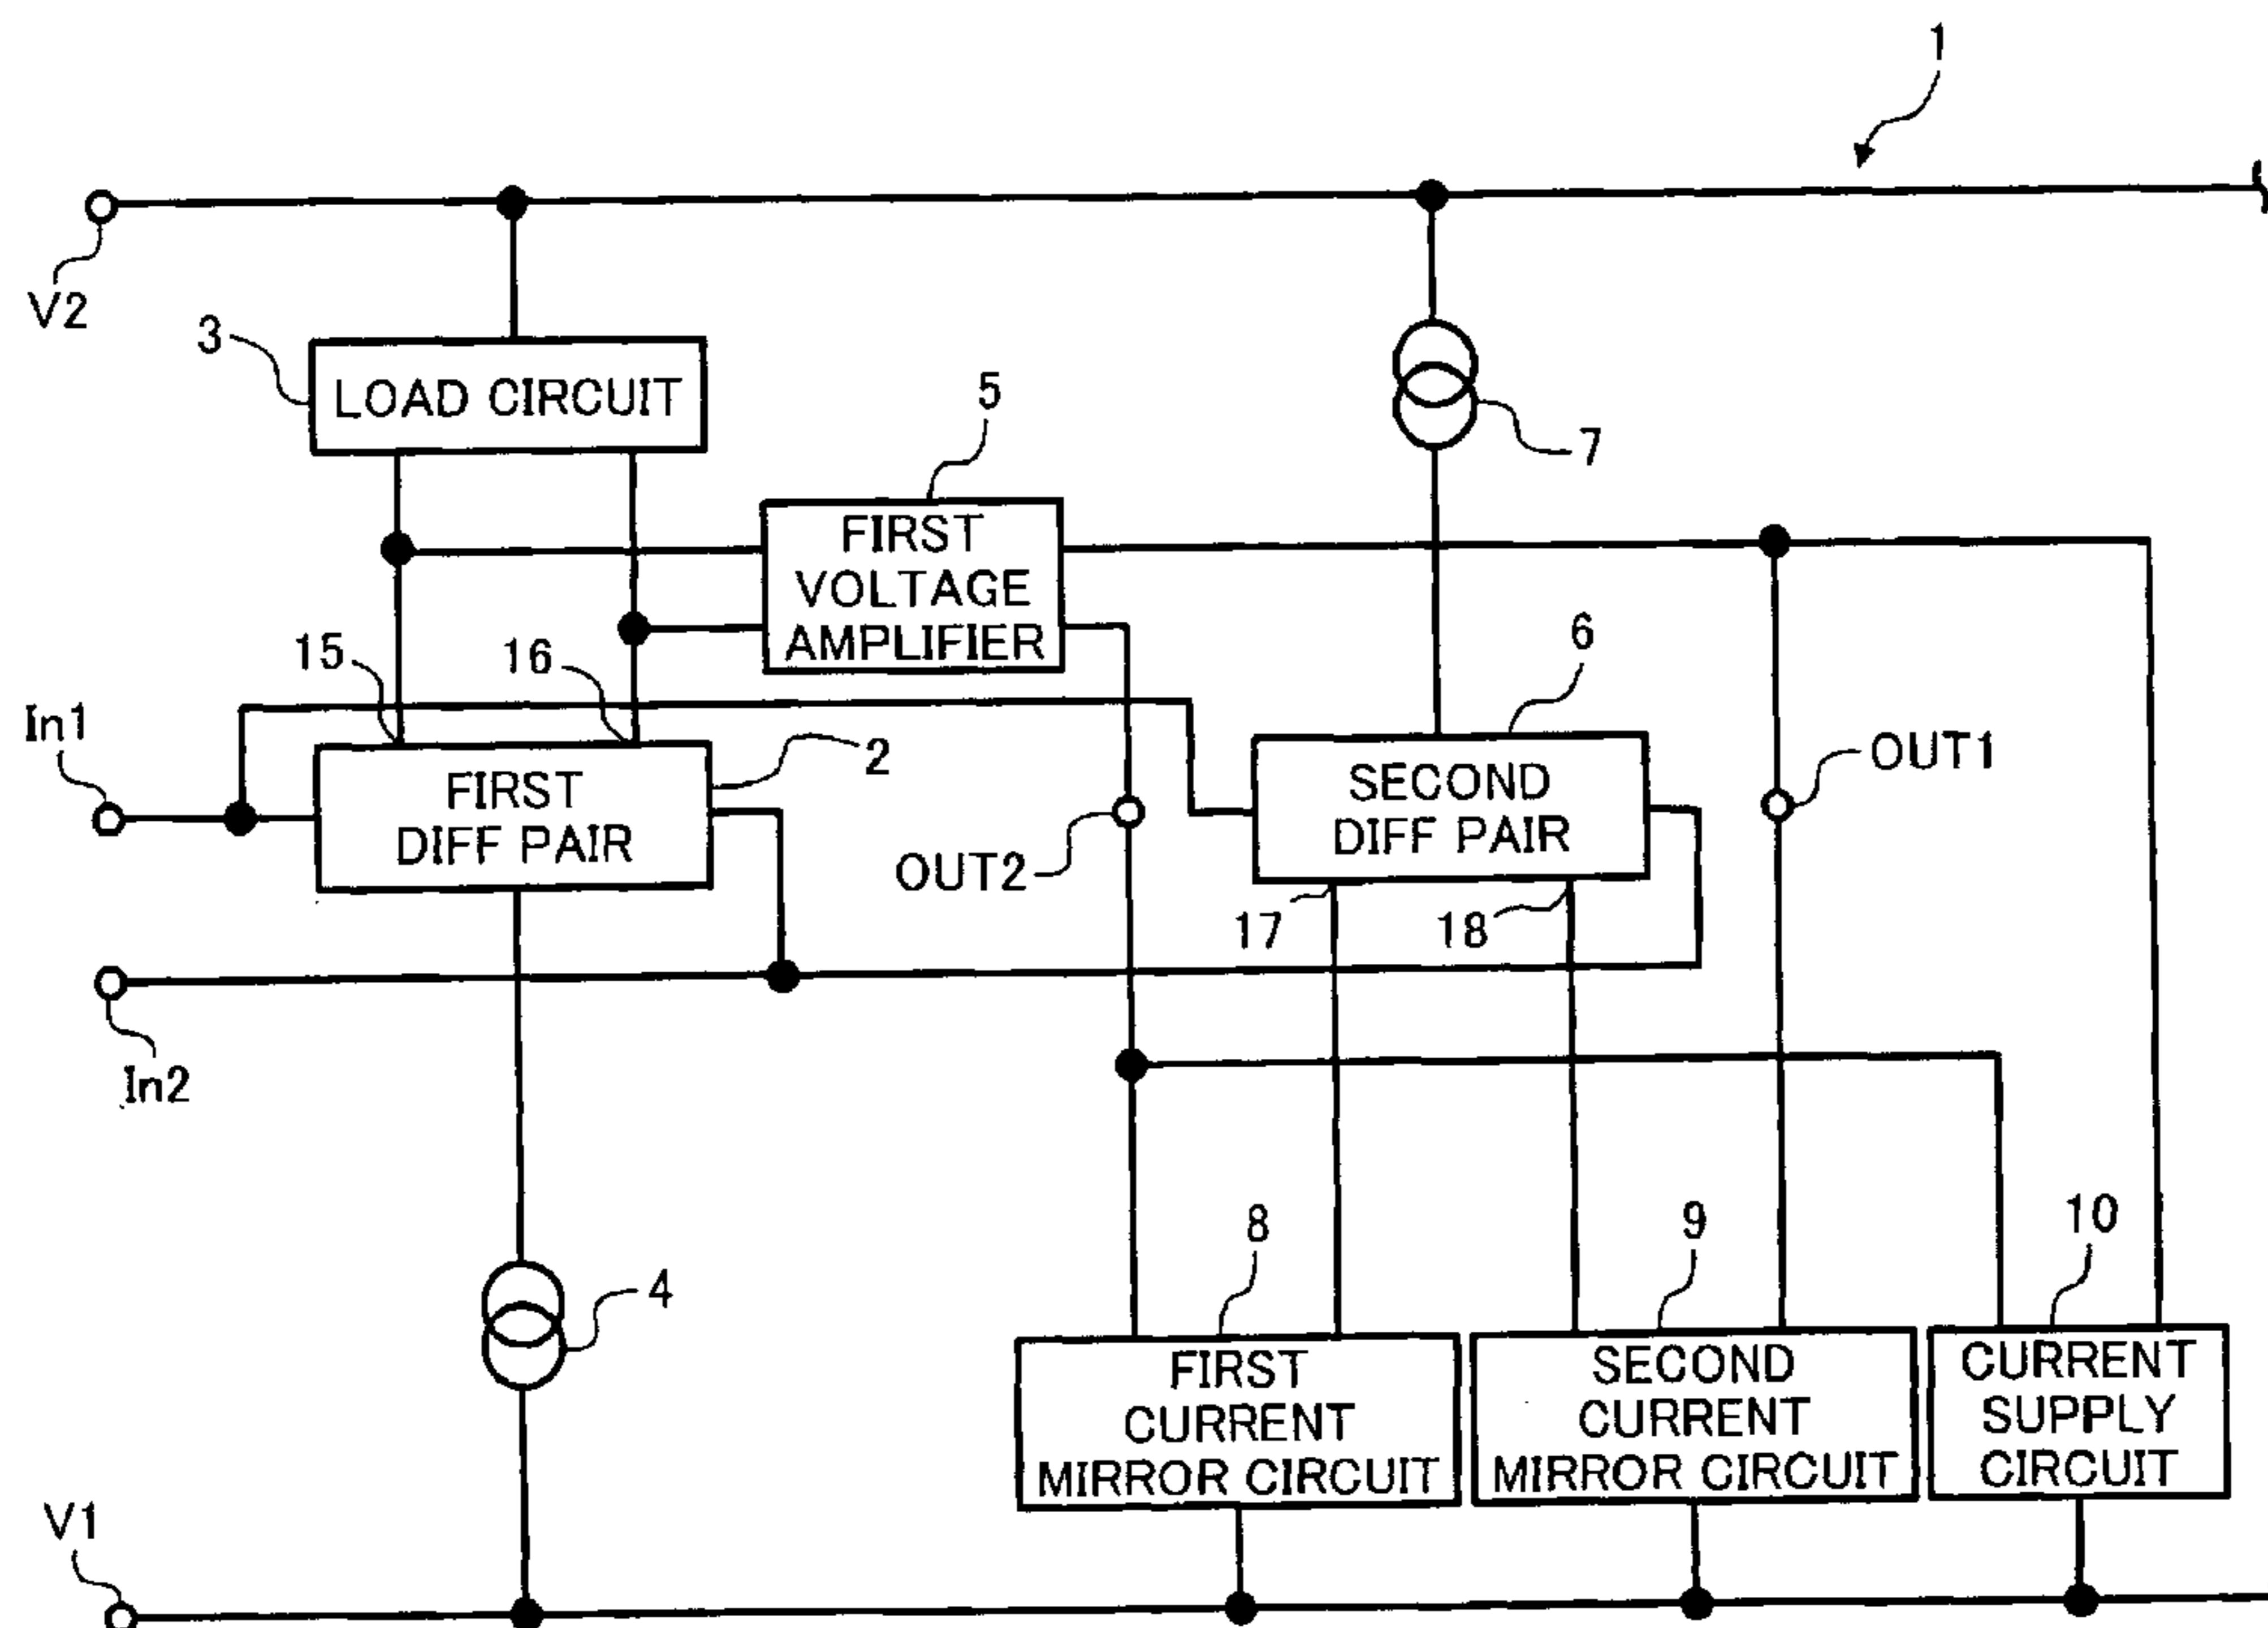 1
V2
3
LOAD CIRCUIT
5
7
FIRST
VOLTAGE
AMPLIFIER
15
16
6
In1
2
FIRST
DIFF PAIR
SECOND
DIFF PAIR
OUT1
OUT2
17
18
In2
8
9
10
4
FIRST
CURRENT
MIRROR CIRCUIT
SECOND
CURRENT
MIRROR CIRCUIT
CURRENT
SUPPLY
CIRCUIT
V1